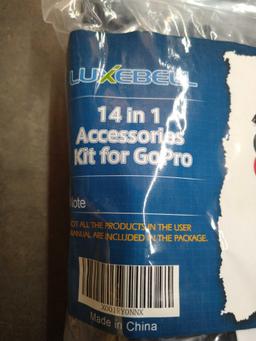 LUXEBELL
14 in 1
Accessories
Kit for GoPro
Note
NOT ALL THE PRODUCTS IN THE USER
MANUAL ARE INCLUDED IN THE PACKAGE.
X001RY0NNX
Made in China